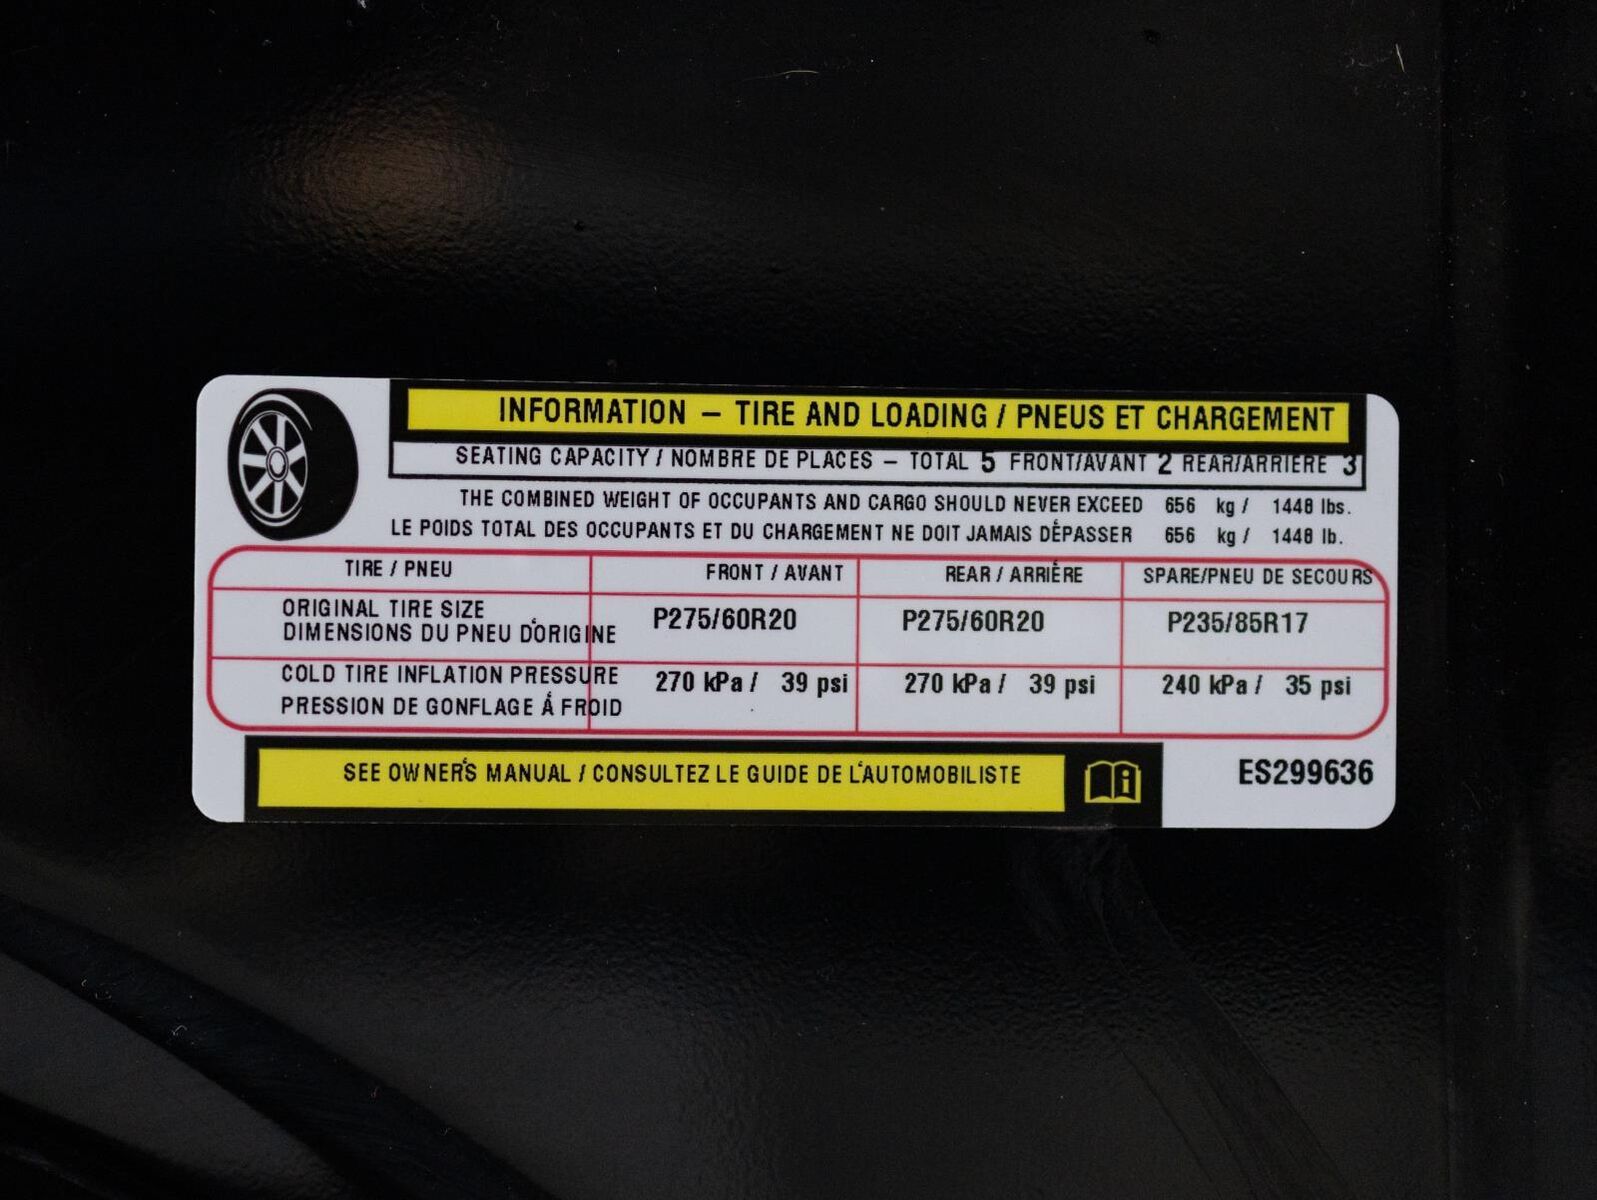 INFORMATION – TIRE AND LOADING / PNEUS ET CHARGEMENT
SEATING CAPACITY / NOMBRE DE PLACES – TOTAL 5 FRONT/AVANT 2 REAR/ARRIÈRE 3
THE COMBINED WEIGHT OF OCCUPANTS AND CARGO SHOULD NEVER EXCEED 656 kg / 1448 lbs.
LE POIDS TOTAL DES OCCUPANTS ET DU CHARGEMENT NE DOIT JAMAIS DÉPASSER 656 kg / 1448 lb.
TIRE / PNEU FRONT / AVANT REAR / ARRIÈRE SPARE/PNEU DE SECOURS
ORIGINAL TIRE SIZE
DIMENSIONS DU PNEU D'ORIGINE P275/60R20 P275/60R20 P235/85R17
COLD TIRE INFLATION PRESSURE
PRESSION DE GONFLAGE À FROID 270 kPa / 39 psi 270 kPa / 39 psi 240 kPa / 35 psi
SEE OWNER'S MANUAL / CONSULTEZ LE GUIDE DE L'AUTOMOBILISTE
ES299636